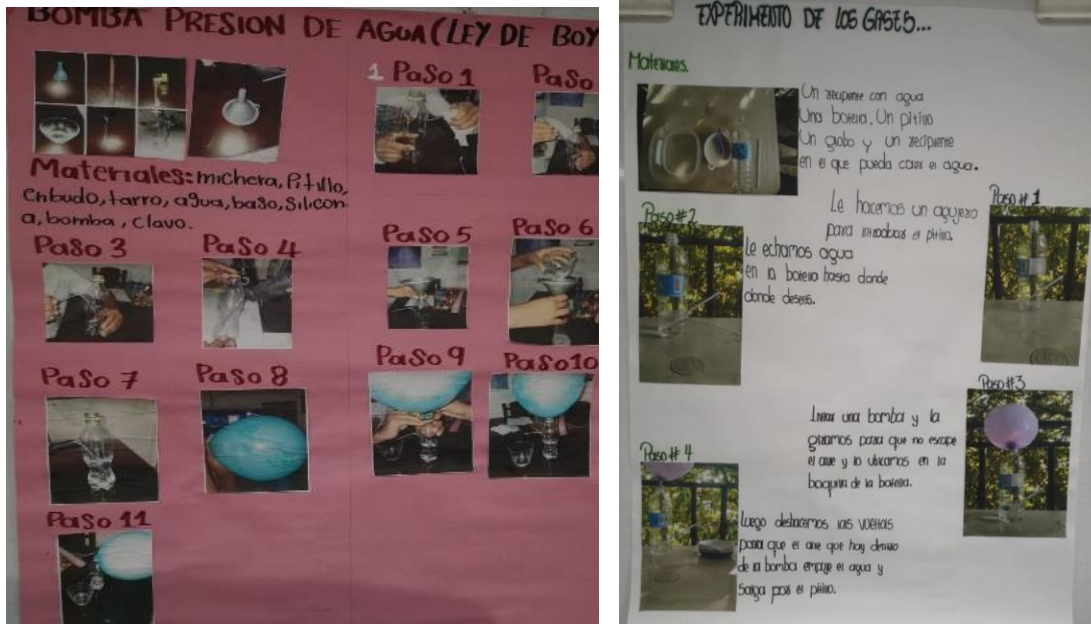 BOMBA PRESION DE AGUA (LEY DE BOY
1 Paso 1
Paso
Materiales: michera, Pitillo,
Enbudo, tarro, agua, baso, Silicon-
a, bomba, Clavo.
Paso 3
Paso 4
Paso 5
Paso 6
Paso 7
Paso 8
Paso 9
Paso 10
Paso 11
EXPERIMENTO DE LOS GASES...
Materiales.
Un recipiente con agua
Una botella, Un pitillo
Un globo y un recipiente
en el que pueda caer el agua.
Paso # 1
Le hacemos un agujero
para introducir el pitillo.
Paso #2
Le echamos agua
en la botella hasta donde
donde desees.
Paso #3
Inflar una bomba y la
giramos para que no escape
el aire y lo ubicamos en la
boquilla de la botella.
Paso # 4
Luego deshacemos las vueltas
para que el aire que hay dentro
de la bomba empuje el agua y
Salga por el pitillo.